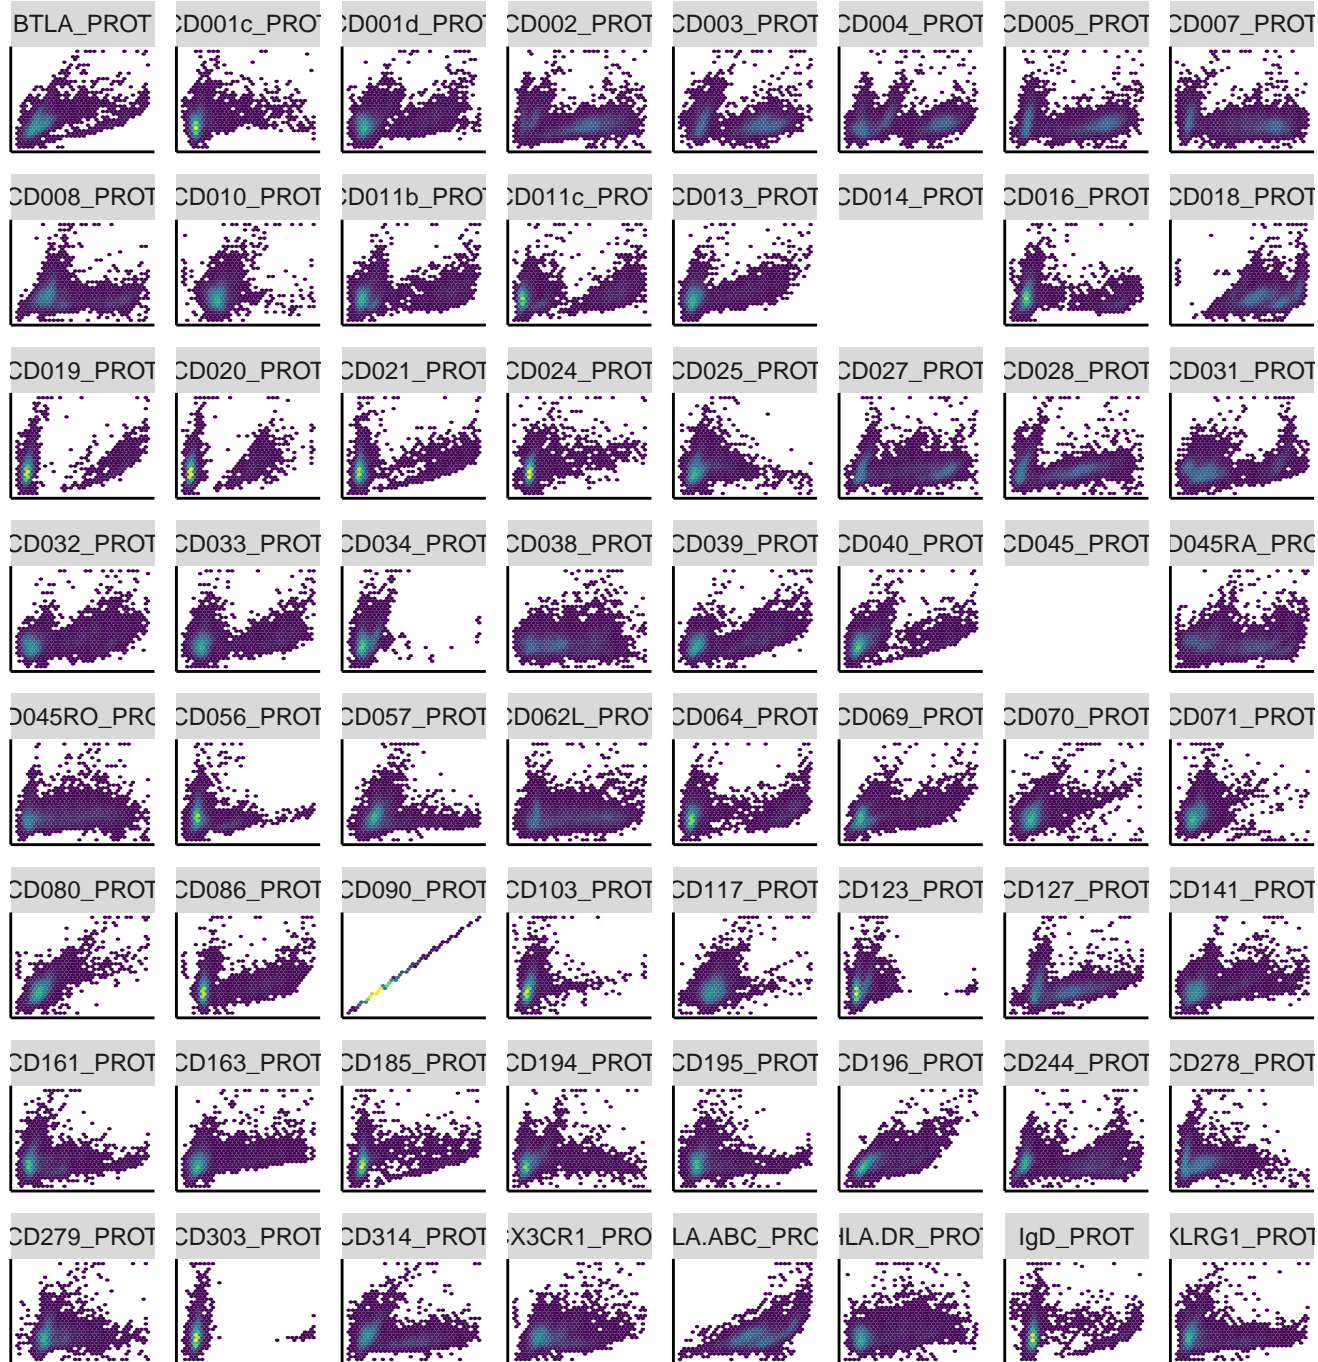 BTLA_PROT CD001c_PROT CD001d_PROT CD002_PROT CD003_PROT CD004_PROT CD005_PROT CD007_PROT
CD008_PROT CD010_PROT CD011b_PROT CD011c_PROT CD013_PROT CD014_PROT CD016_PROT CD018_PROT
CD019_PROT CD020_PROT CD021_PROT CD024_PROT CD025_PROT CD027_PROT CD028_PROT CD031_PROT
CD032_PROT CD033_PROT CD034_PROT CD038_PROT CD039_PROT CD040_PROT CD045_PROT D045RA_PRO
D045RO_PRO CD056_PROT CD057_PROT CD062L_PROT CD064_PROT CD069_PROT CD070_PROT CD071_PROT
CD080_PROT CD086_PROT CD090_PROT CD103_PROT CD117_PROT CD123_PROT CD127_PROT CD141_PROT
CD161_PROT CD163_PROT CD185_PROT CD194_PROT CD195_PROT CD196_PROT CD244_PROT CD278_PROT
CD279_PROT CD303_PROT CD314_PROT CX3CR1_PRO LA.ABC_PRO HLA.DR_PROT IgD_PROT KLRG1_PROT